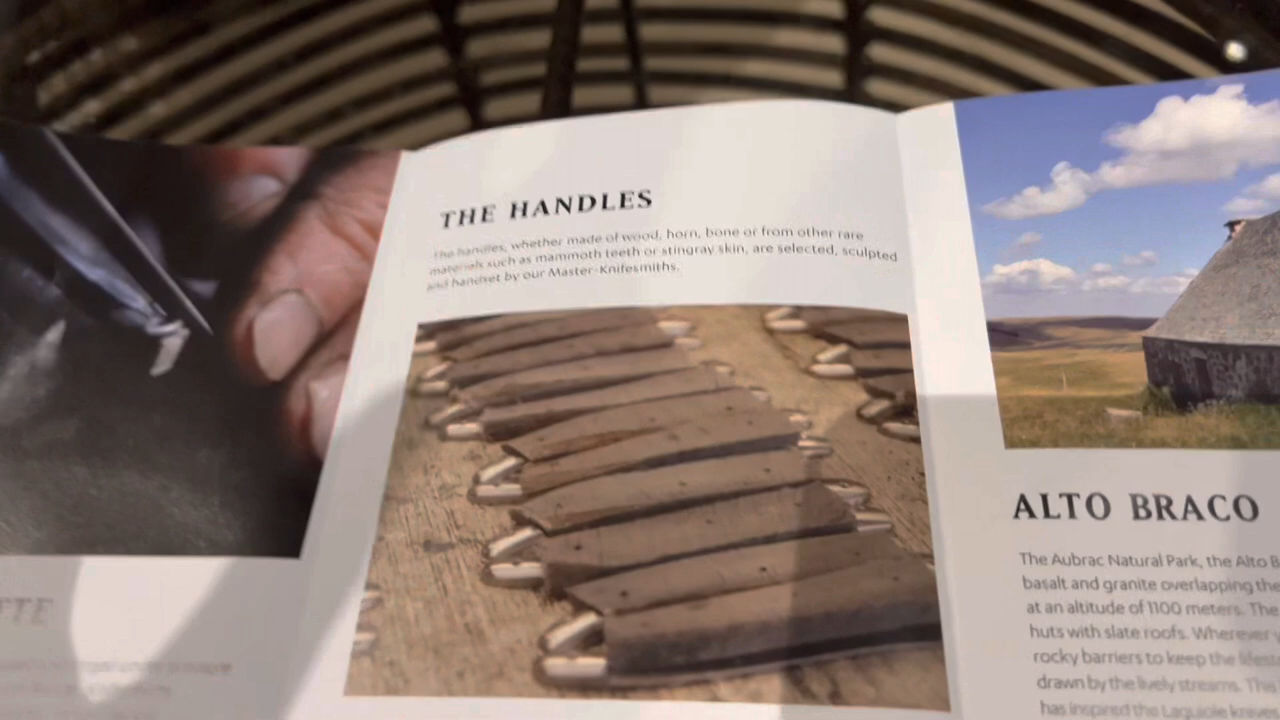 THE HANDLES
The handles, whether made of wood, horn, bone or from other rare
materials such as mammoth teeth or stingray skin, are selected, sculpted
and handset by our Master-Knifesmiths.
ALTO BRACO
The Aubrac Natural Park, the Alto B
basalt and granite overlapping the
at an altitude of 1100 meters. The
huts with slate roofs. Wherever
rocky barriers to keep the
drawn by the lively streams. This
has inspired the Laguiole knives